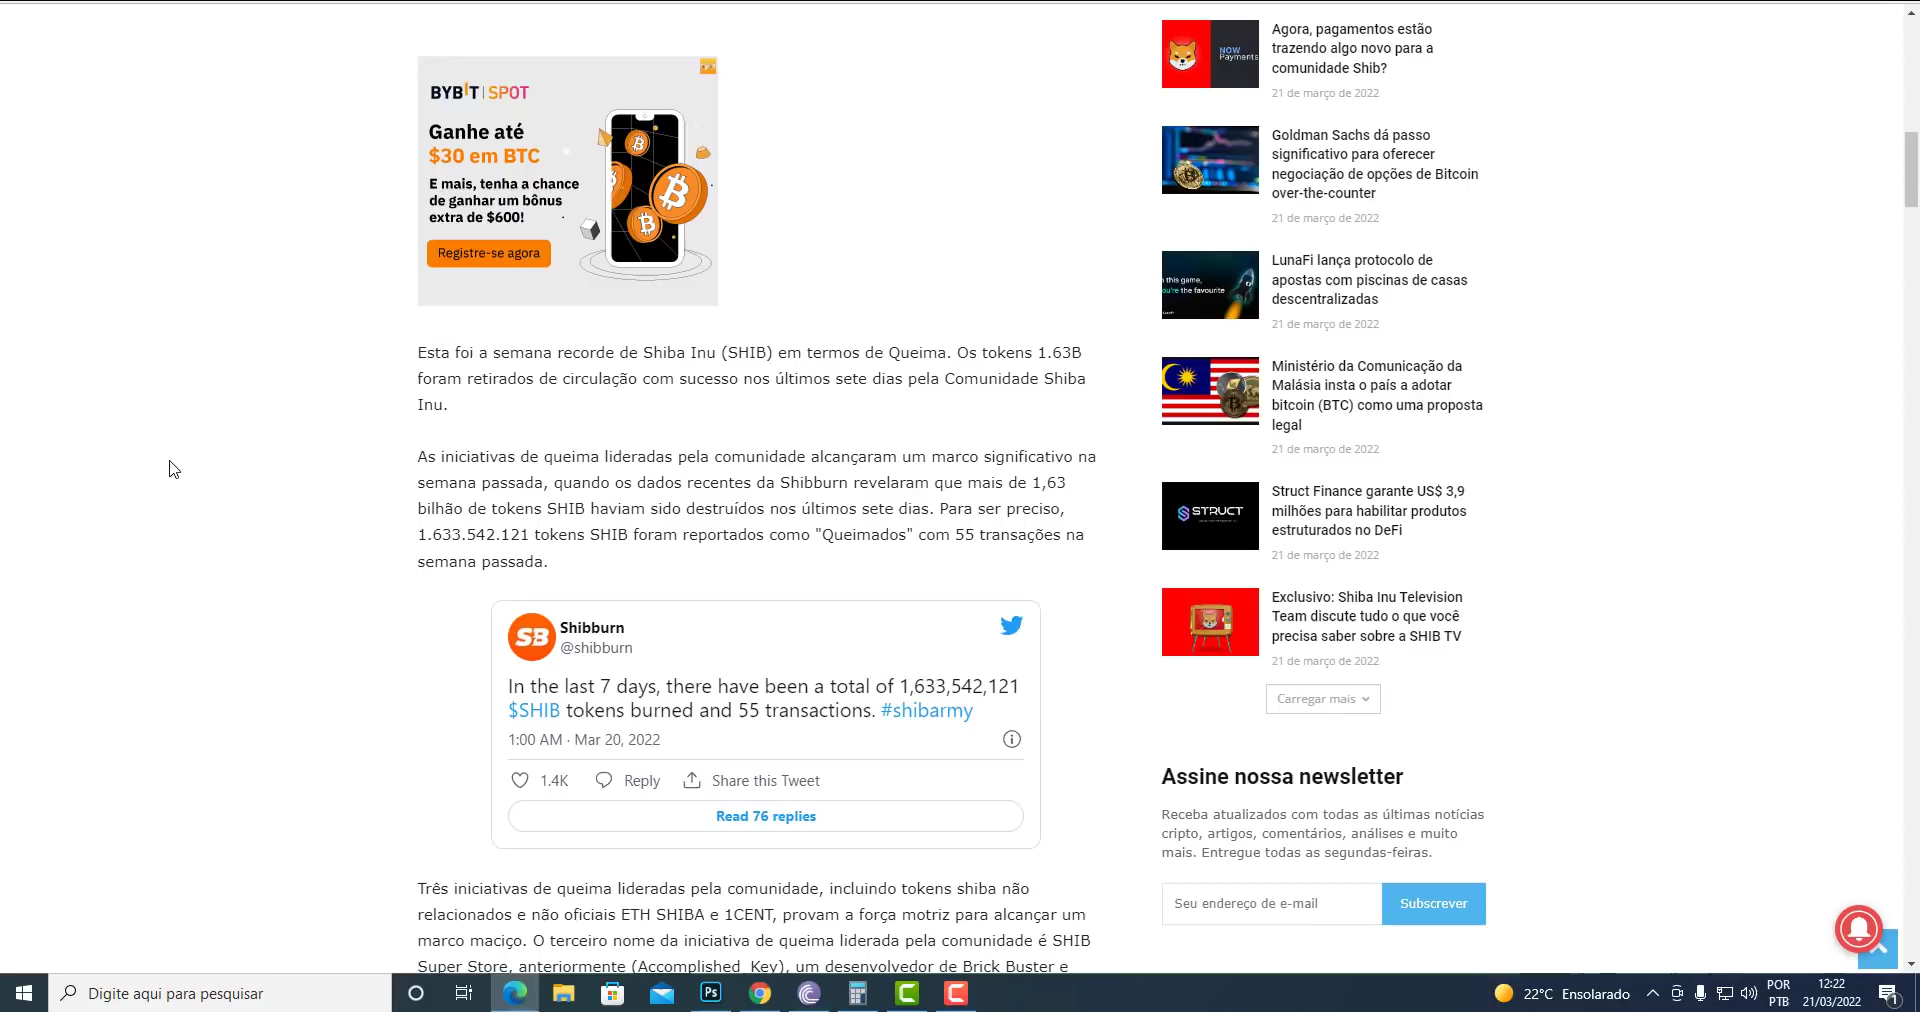 BYBIT | SPOT
Ganhe até
$30 em BTC
E mais, tenha a chance
de ganhar um bônus
extra de $600!
Registre-se agora
Esta foi a semana recorde de Shiba Inu (SHIB) em termos de Queima. Os tokens 1.63B
foram retirados de circulação com sucesso nos últimos sete dias pela Comunidade Shiba
Inu.
As iniciativas de queima lideradas pela comunidade alcançaram um marco significativo na
semana passada, quando os dados recentes da Shibburn revelaram que mais de 1,63
bilhão de tokens SHIB haviam sido destruídos nos últimos sete dias. Para ser preciso,
1.633.542.121 tokens SHIB foram reportados como "Queimados" com 55 transações na
semana passada.
SB
Shibburn
@shibburn
In the last 7 days, there have been a total of 1,633,542,121
$SHIB tokens burned and 55 transactions. #shibarmy
1:00 AM · Mar 20, 2022
1.4K Reply Share this Tweet
Read 76 replies
Três iniciativas de queima lideradas pela comunidade, incluindo tokens shiba não
relacionados e não oficiais ETH SHIBA e 1CENT, provam a força motriz para alcançar um
marco maciço. O terceiro nome da iniciativa de queima liderada pela comunidade é SHIB
Super Store, anteriormente (Accomplished_Key), um desenvolvedor de Brick Buster e
NOW
Payments
Agora, pagamentos estão
trazendo algo novo para a
comunidade Shib?
21 de março de 2022
Goldman Sachs dá passo
significativo para oferecer
negociação de opções de Bitcoin
over-the-counter
21 de março de 2022
n this game,
ou're the favourite
LunaFi lança protocolo de
apostas com piscinas de casas
descentralizadas
21 de março de 2022
Ministério da Comunicação da
Malásia insta o país a adotar
bitcoin (BTC) como uma proposta
legal
21 de março de 2022
STRUCT
Struct Finance garante US$ 3,9
milhões para habilitar produtos
estruturados no DeFi
21 de março de 2022
Exclusivo: Shiba Inu Television
Team discute tudo o que você
precisa saber sobre a SHIB TV
21 de março de 2022
Carregar mais
Assine nossa newsletter
Receba atualizados com todas as últimas notícias
cripto, artigos, comentários, análises e muito
mais. Entregue todas as segundas-feiras.
Seu endereço de e-mail
Subscrever
Digite aqui para pesquisar
Ps
22°C Ensolarado
POR
PTB
12:22
21/03/2022
1